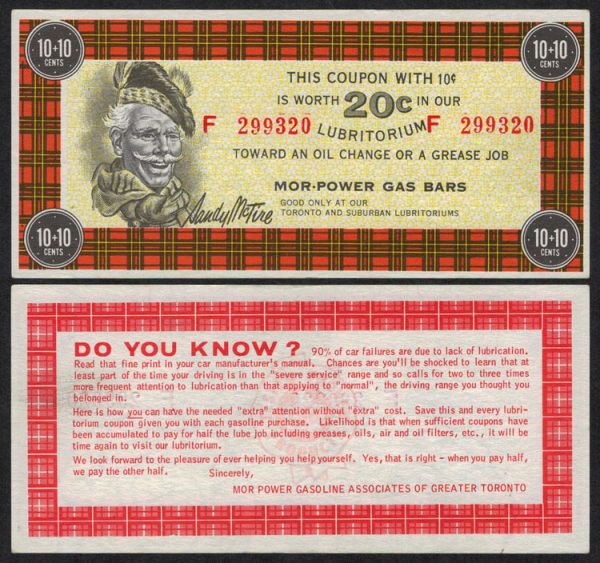 10+10 CENTS
10+10 CENTS
THIS COUPON WITH 10¢
IS WORTH 20¢ IN OUR
F 299320 LUBRITORIUM F 299320
TOWARD AN OIL CHANGE OR A GREASE JOB
MOR-POWER GAS BARS
GOOD ONLY AT OUR
TORONTO AND SUBURBAN LUBRITORIUMS
Sandy McTire
10+10 CENTS
10+10 CENTS
DO YOU KNOW? 90% of car failures are due to lack of lubrication.
Read that fine print in your car manufacturer's manual. Chances are you'll be shocked to learn that at
least part of the time your driving is in the "severe service" range and so calls for two to three
more frequent attention to lubrication than that applying to "normal", the driving range you thought you
belonged in.
Here is how you can have the needed "extra" attention without "extra" cost. Save this and every lubri-
torium coupon given you with each gasoline purchase. Likelihood is that when sufficient coupons have
been accumulated to pay for half the lube job including greases, oils, air and oil filters, etc., it will be
time again to visit our lubritorium.
We look forward to the pleasure of ever helping you help yourself. Yes, that is right - when you pay half,
we pay the other half. Sincerely,
MOR POWER GASOLINE ASSOCIATES OF GREATER TORONTO